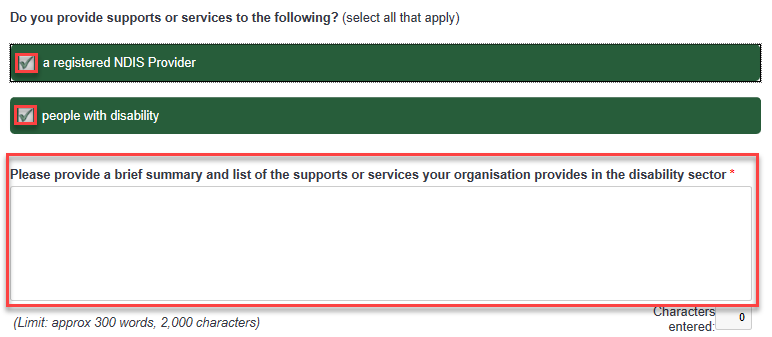 Do you provide supports or services to the following? (select all that apply)
a registered NDIS Provider
people with disability
Please provide a brief summary and list of the supports or services your organisation provides in the disability sector *
(Limit: approx 300 words, 2,000 characters)
Characters
entered: 0